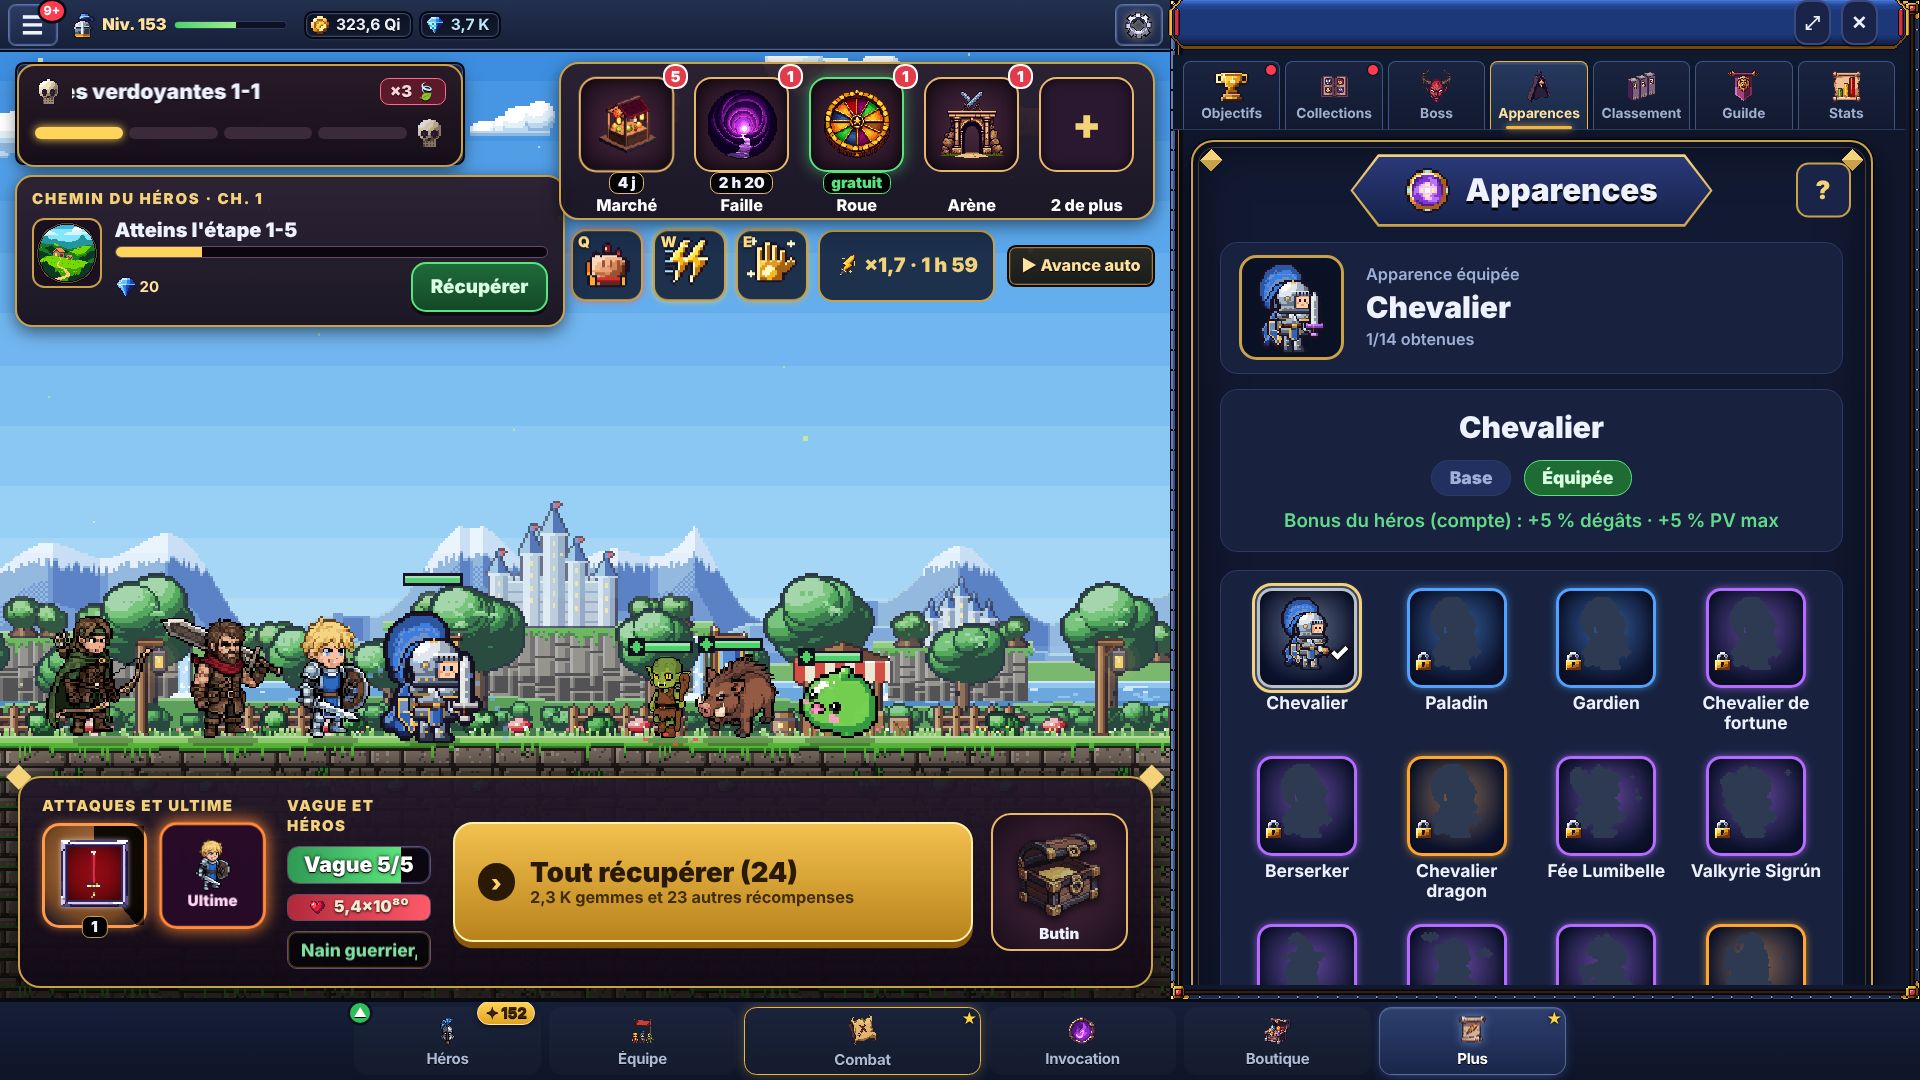 9+
Niv. 153
323,6 Qi
3,7 K
es verdoyantes 1-1
×3
CHEMIN DU HÉROS · CH. 1
Atteins l'étape 1-5
20
Récupérer
5
1
1
1
4 j
2 h 20
gratuit
Marché
Faille
Roue
Arène
2 de plus
Q
W
E
×1,7 · 1 h 59
Avance auto
Objectifs
Collections
Boss
Apparences
Classement
Guilde
Stats
Apparences
?
Apparence équipée
Chevalier
1/14 obtenues
Chevalier
Base
Équipée
Bonus du héros (compte) : +5 % dégâts · +5 % PV max
Chevalier
Paladin
Gardien
Chevalier de fortune
Berserker
Chevalier dragon
Fée Lumibelle
Valkyrie Sigrún
ATTAQUES ET ULTIME
1
Ultime
VAGUE ET
HÉROS
Vague 5/5
5,4×10⁸⁰
Nain guerrier,
Tout récupérer (24)
2,3 K gemmes et 23 autres récompenses
Butin
152
Héros
Équipe
Combat
Invocation
Boutique
Plus